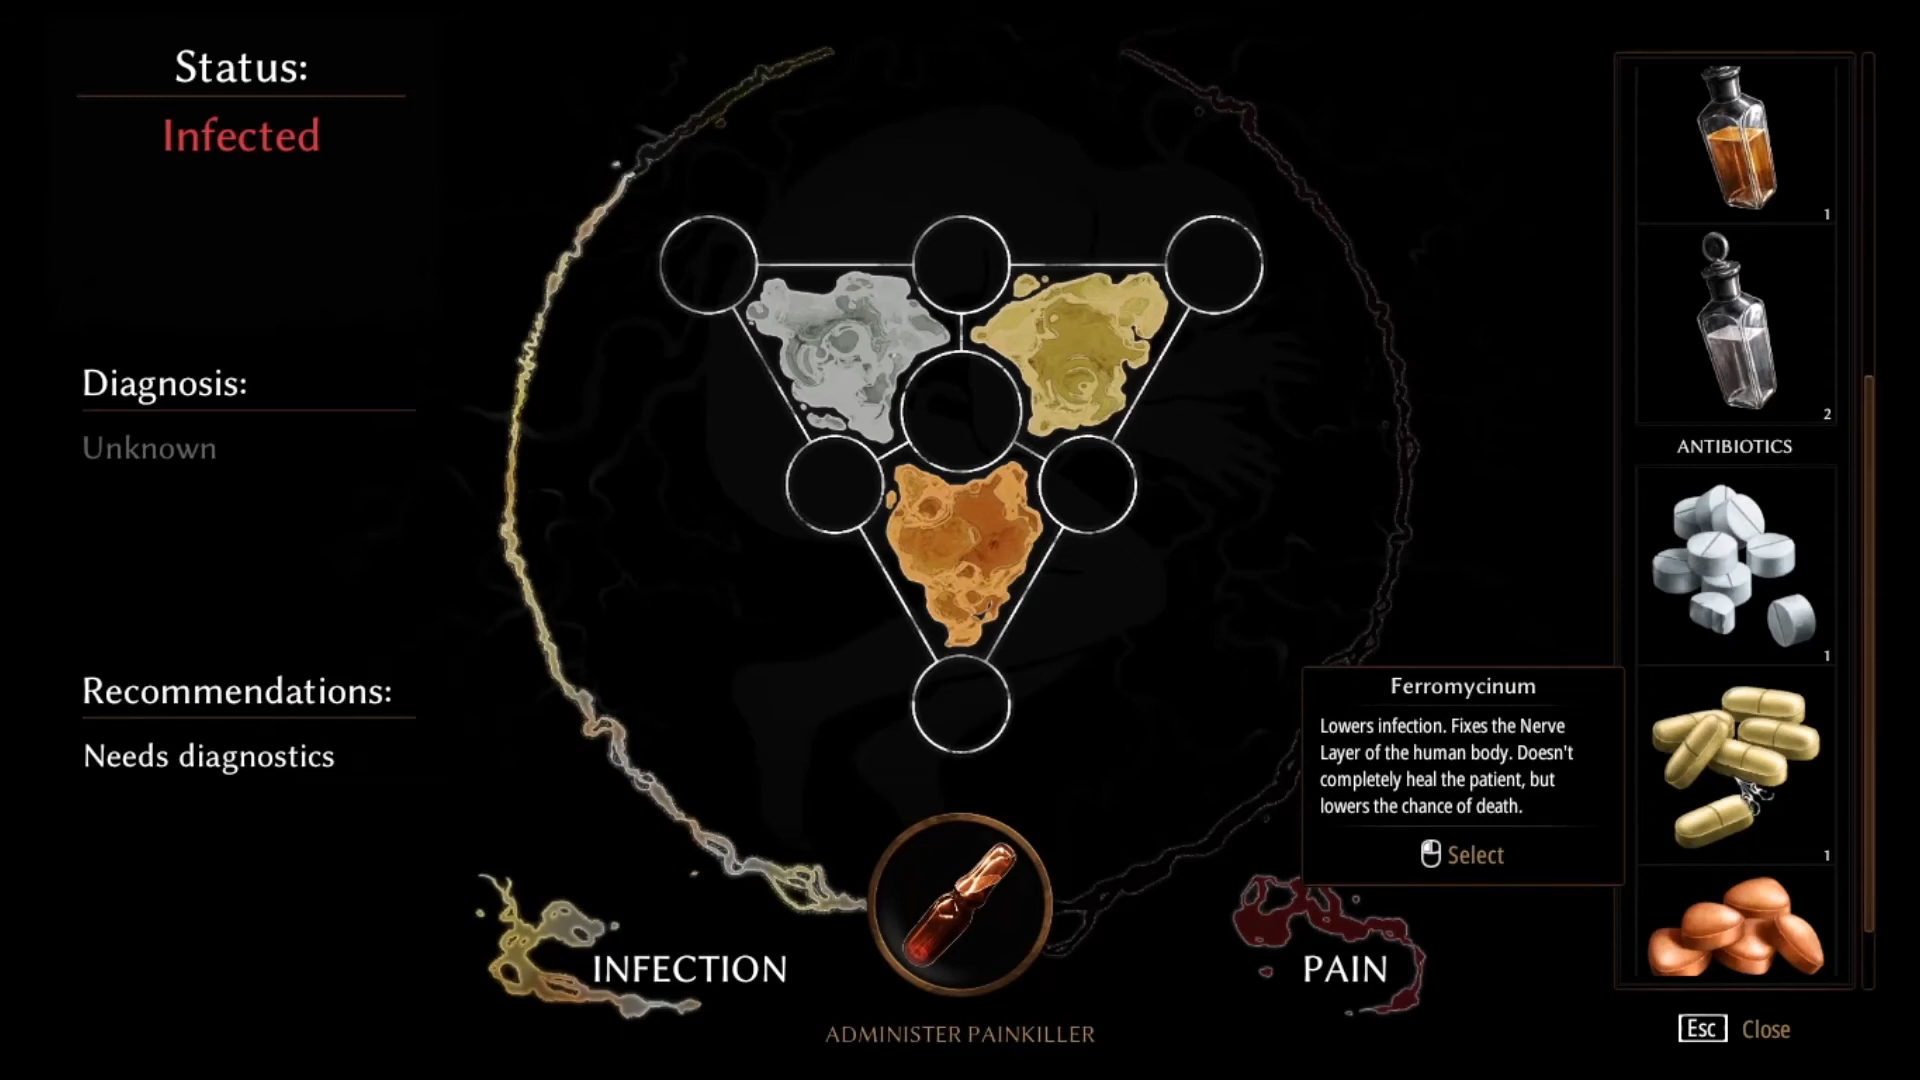 Status:
Infected
Diagnosis:
Unknown
Recommendations:
Needs diagnostics
INFECTION
PAIN
ADMINISTER PAINKILLER
1
2
ANTIBIOTICS
1
1
Ferromycinum
Lowers infection. Fixes the Nerve
Layer of the human body. Doesn't
completely heal the patient, but
lowers the chance of death.
Select
Esc Close